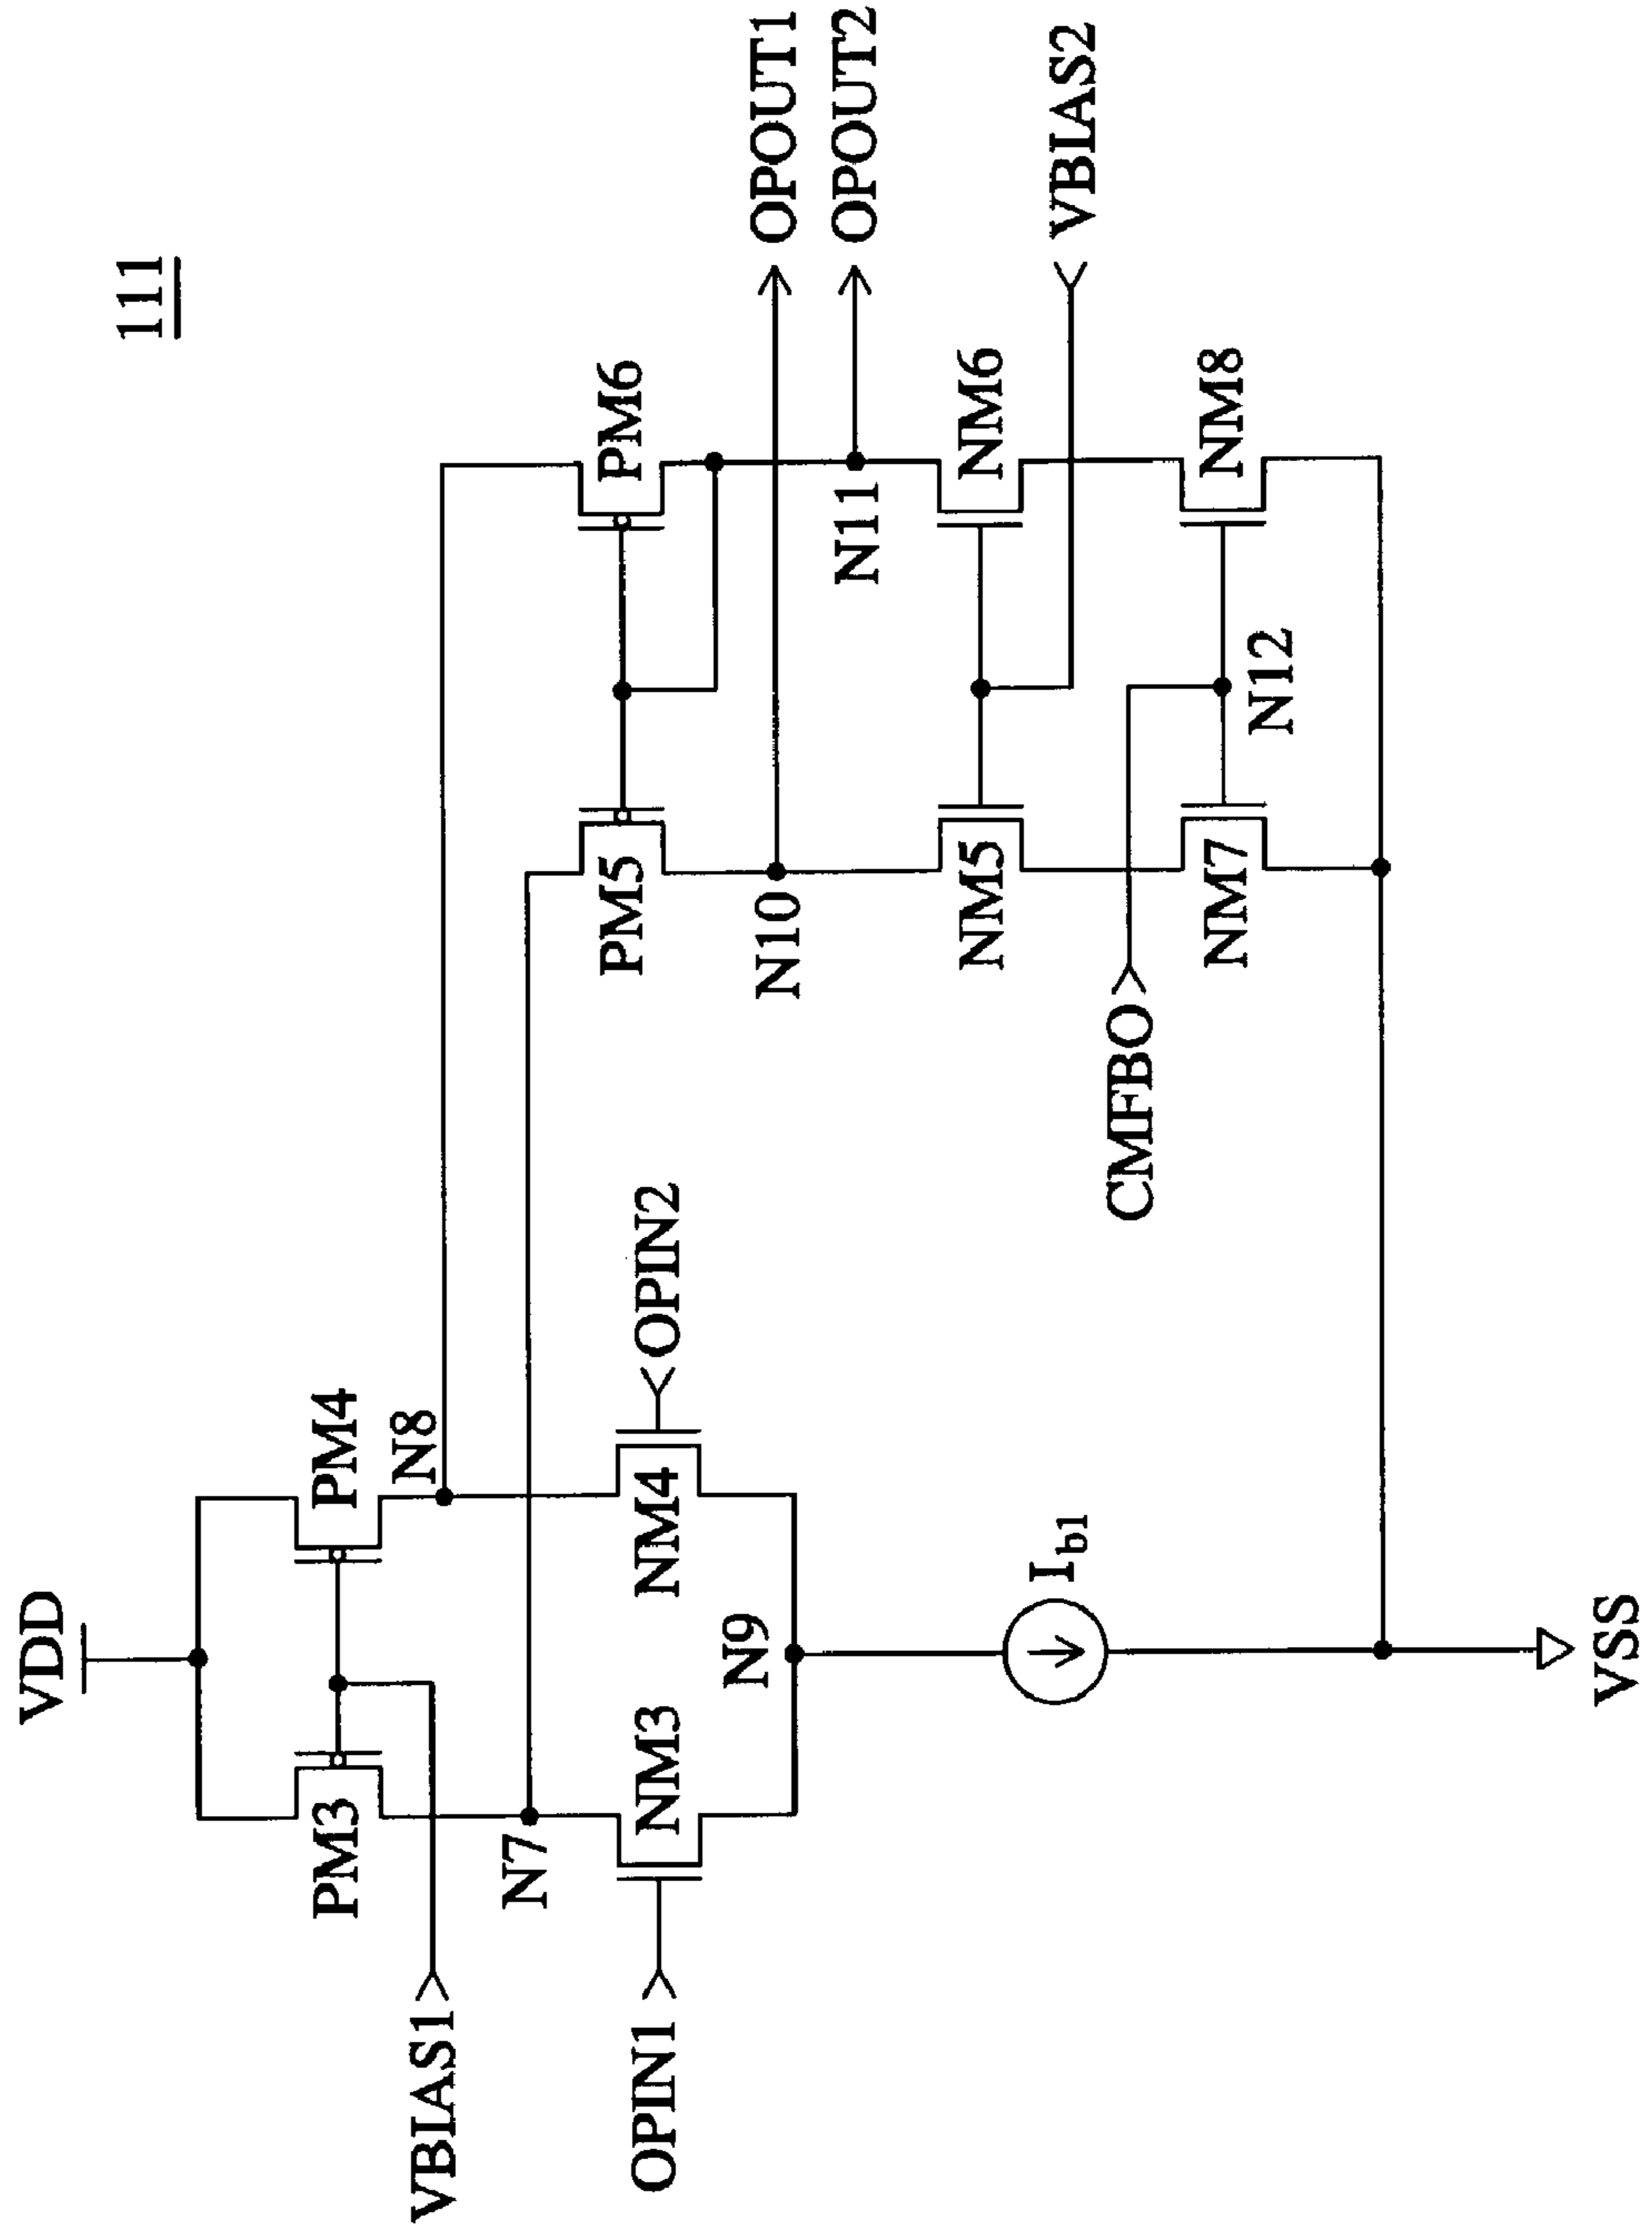 111
VDD
PM3
PM4
VBIAS1
N8
N7
OPIN1
NM3
NM4
OPIN2
N9
Ib1
VSS
PM5
PM6
N10
OPOUT1
N11
OPOUT2
NM5
NM6
VBIAS2
CMFBO
NM7
NM8
N12